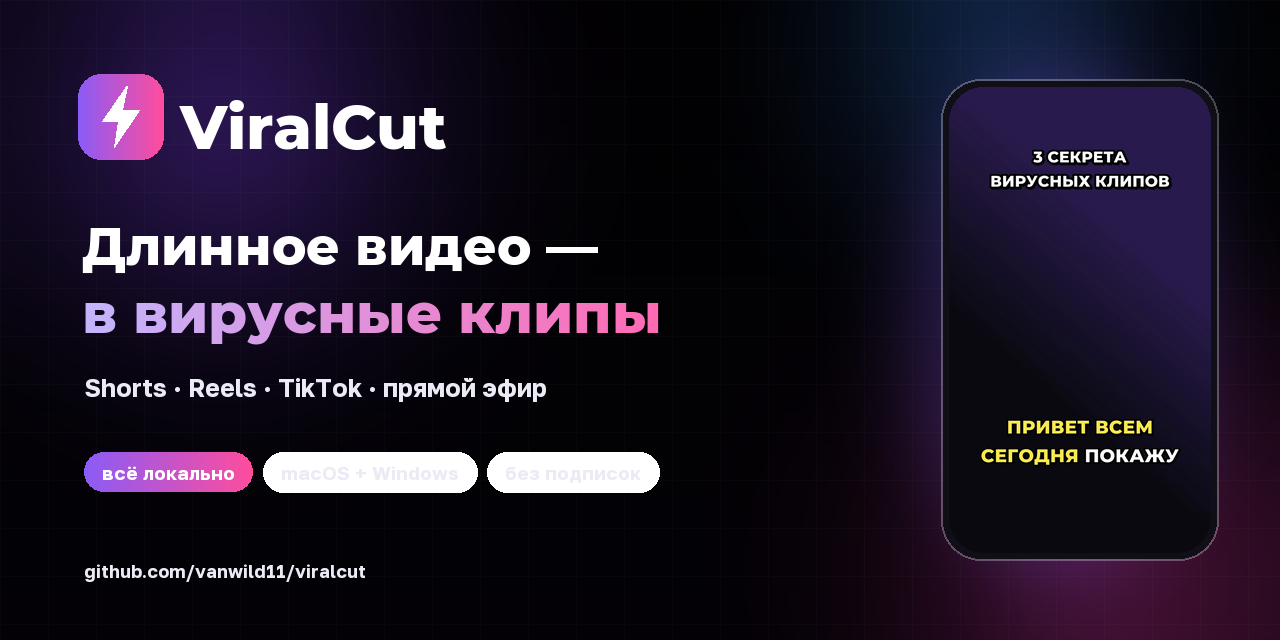 ViralCut
Длинное видео —
в вирусные клипы
Shorts · Reels · TikTok · прямой эфир
всё локально
macOS + Windows
без подписок
github.com/vanwild11/viralcut
3 СЕКРЕТА
ВИРУСНЫХ КЛИПОВ
ПРИВЕТ ВСЕМ
СЕГОДНЯ ПОКАЖУ